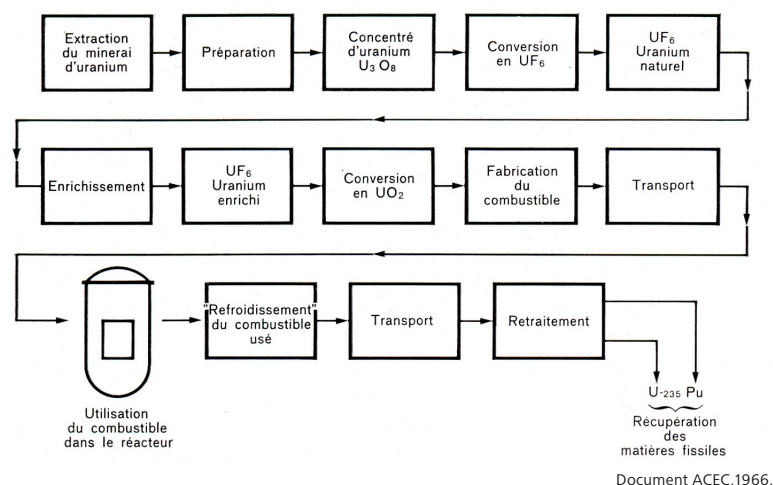 Extraction
du minerai
d'uranium
Préparation
Concentré
d'uranium
U₃ O₈
Conversion
en UF₆
UF₆
Uranium
naturel
Enrichissement
UF₆
Uranium
enrichi
Conversion
en UO₂
Fabrication
du
combustible
Transport
Utilisation
du combustible
dans le réacteur
"Refroidissement"
du combustible
usé
Transport
Retraitement
U-235 Pu
Récupération
des
matières fissiles
Document ACEC.1966.